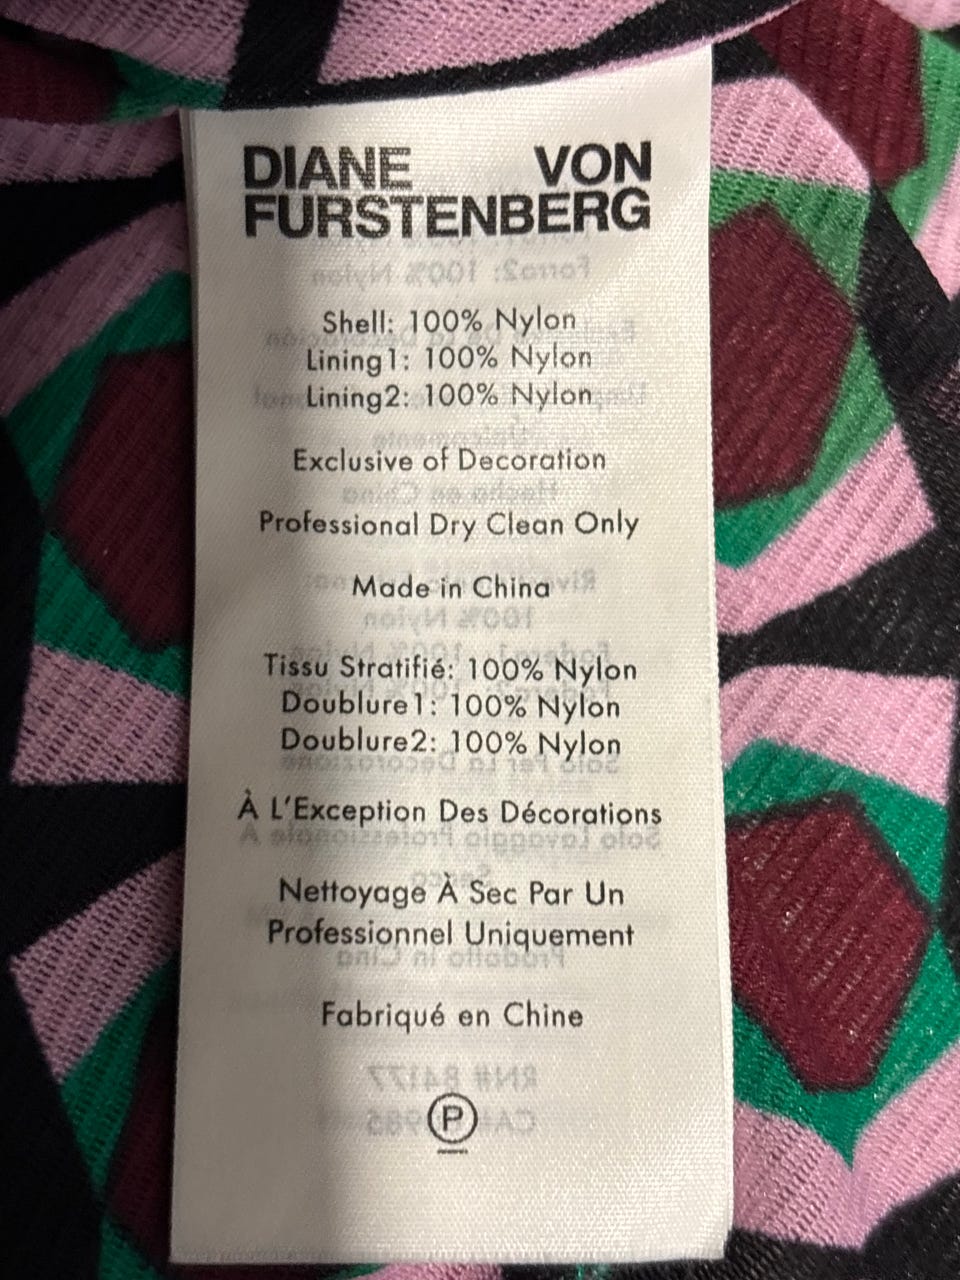 DIANE VON
FURSTENBERG
Shell: 100% Nylon
Lining1: 100% Nylon
Lining2: 100% Nylon
Exclusive of Decoration
Professional Dry Clean Only
Made in China
Tissu Stratifié: 100% Nylon
Doublure1: 100% Nylon
Doublure2: 100% Nylon
À L'Exception Des Décorations
Nettoyage À Sec Par Un
Professionnel Uniquement
Fabriqué en Chine
P